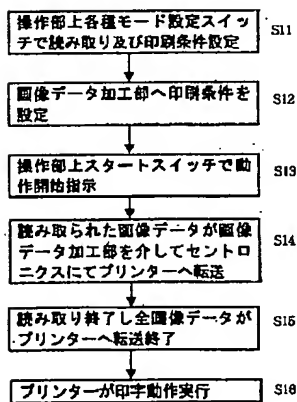 操作部上各種モード設定スイッ
チで読み取り及び印刷条件設定
S11
画像データ加工部へ印刷条件を
設定
S12
操作部上スタートスイッチで動
作開始指示
S13
読み取られた画像データが画像
データ加工部を介してセントロ
ニクスにてプリンターへ転送
S14
読み取り終了し全画像データが
プリンターへ転送終了
S15
プリンターが印字動作実行
S16